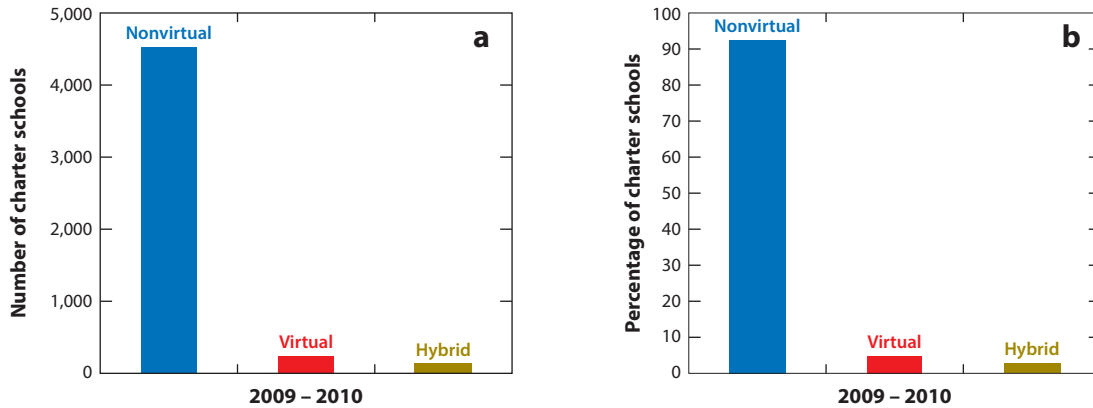 a
Number of charter schools
5,000
4,000
3,000
2,000
1,000
0
Nonvirtual
Virtual
Hybrid
2009 – 2010
b
Percentage of charter schools
100
90
80
70
60
50
40
30
20
10
0
Nonvirtual
Virtual
Hybrid
2009 – 2010